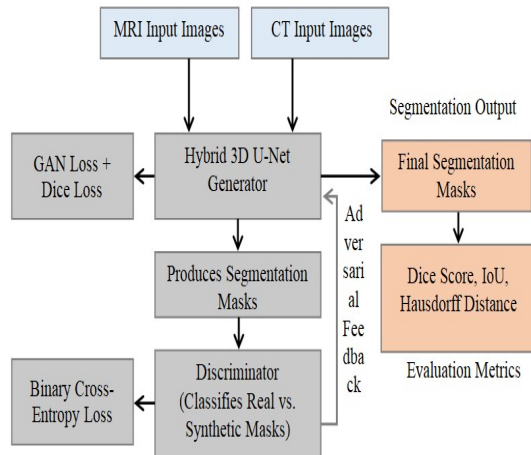 MRI Input Images
CT Input Images
Segmentation Output
GAN Loss +
Dice Loss
Hybrid 3D U-Net
Generator
Final Segmentation
Masks
Ad
ver
sari
al
Fee
dba
ck
Produces Segmentation
Masks
Dice Score, IoU,
Hausdorff Distance
Evaluation Metrics
Binary Cross-
Entropy Loss
Discriminator
(Classifies Real vs.
Synthetic Masks)